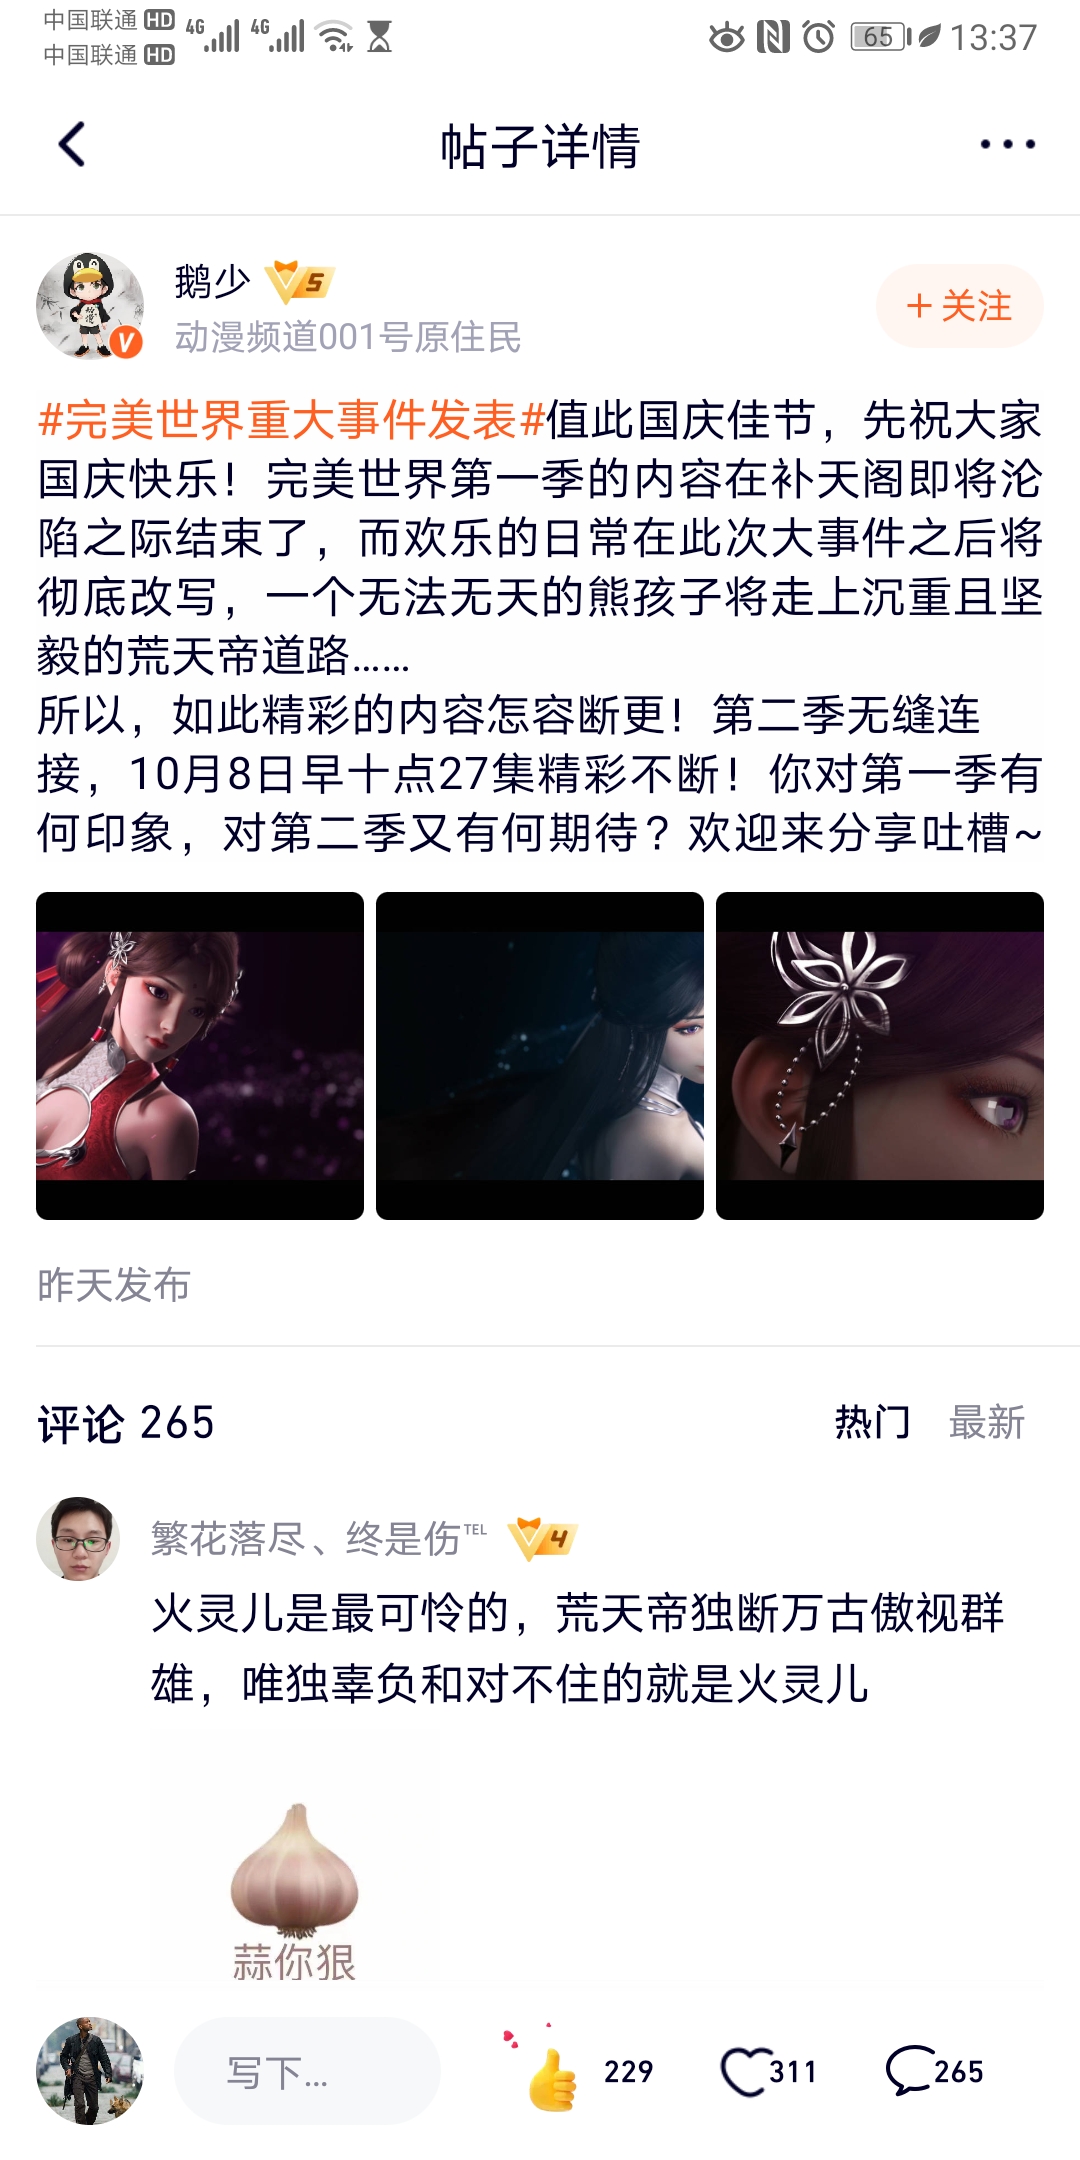 中国联通 HD 4G 4G 65 13:37
中国联通 HD
帖子详情
鹅少 V5
动漫频道001号原住民
+关注
#完美世界重大事件发表#值此国庆佳节，先祝大家
国庆快乐！完美世界第一季的内容在补天阁即将沦
陷之际结束了，而欢乐的日常在此次大事件之后将
彻底改写，一个无法无天的熊孩子将走上沉重且坚
毅的荒天帝道路……
所以，如此精彩的内容怎容断更！第二季无缝连
接，10月8日早十点27集精彩不断！你对第一季有
何印象，对第二季又有何期待？欢迎来分享吐槽~
昨天发布
评论 265 热门 最新
繁花落尽、终是伤℡ V4
火灵儿是最可怜的，荒天帝独断万古傲视群
雄，唯独辜负和对不住的就是火灵儿
蒜你狠
写下... 229 311 265